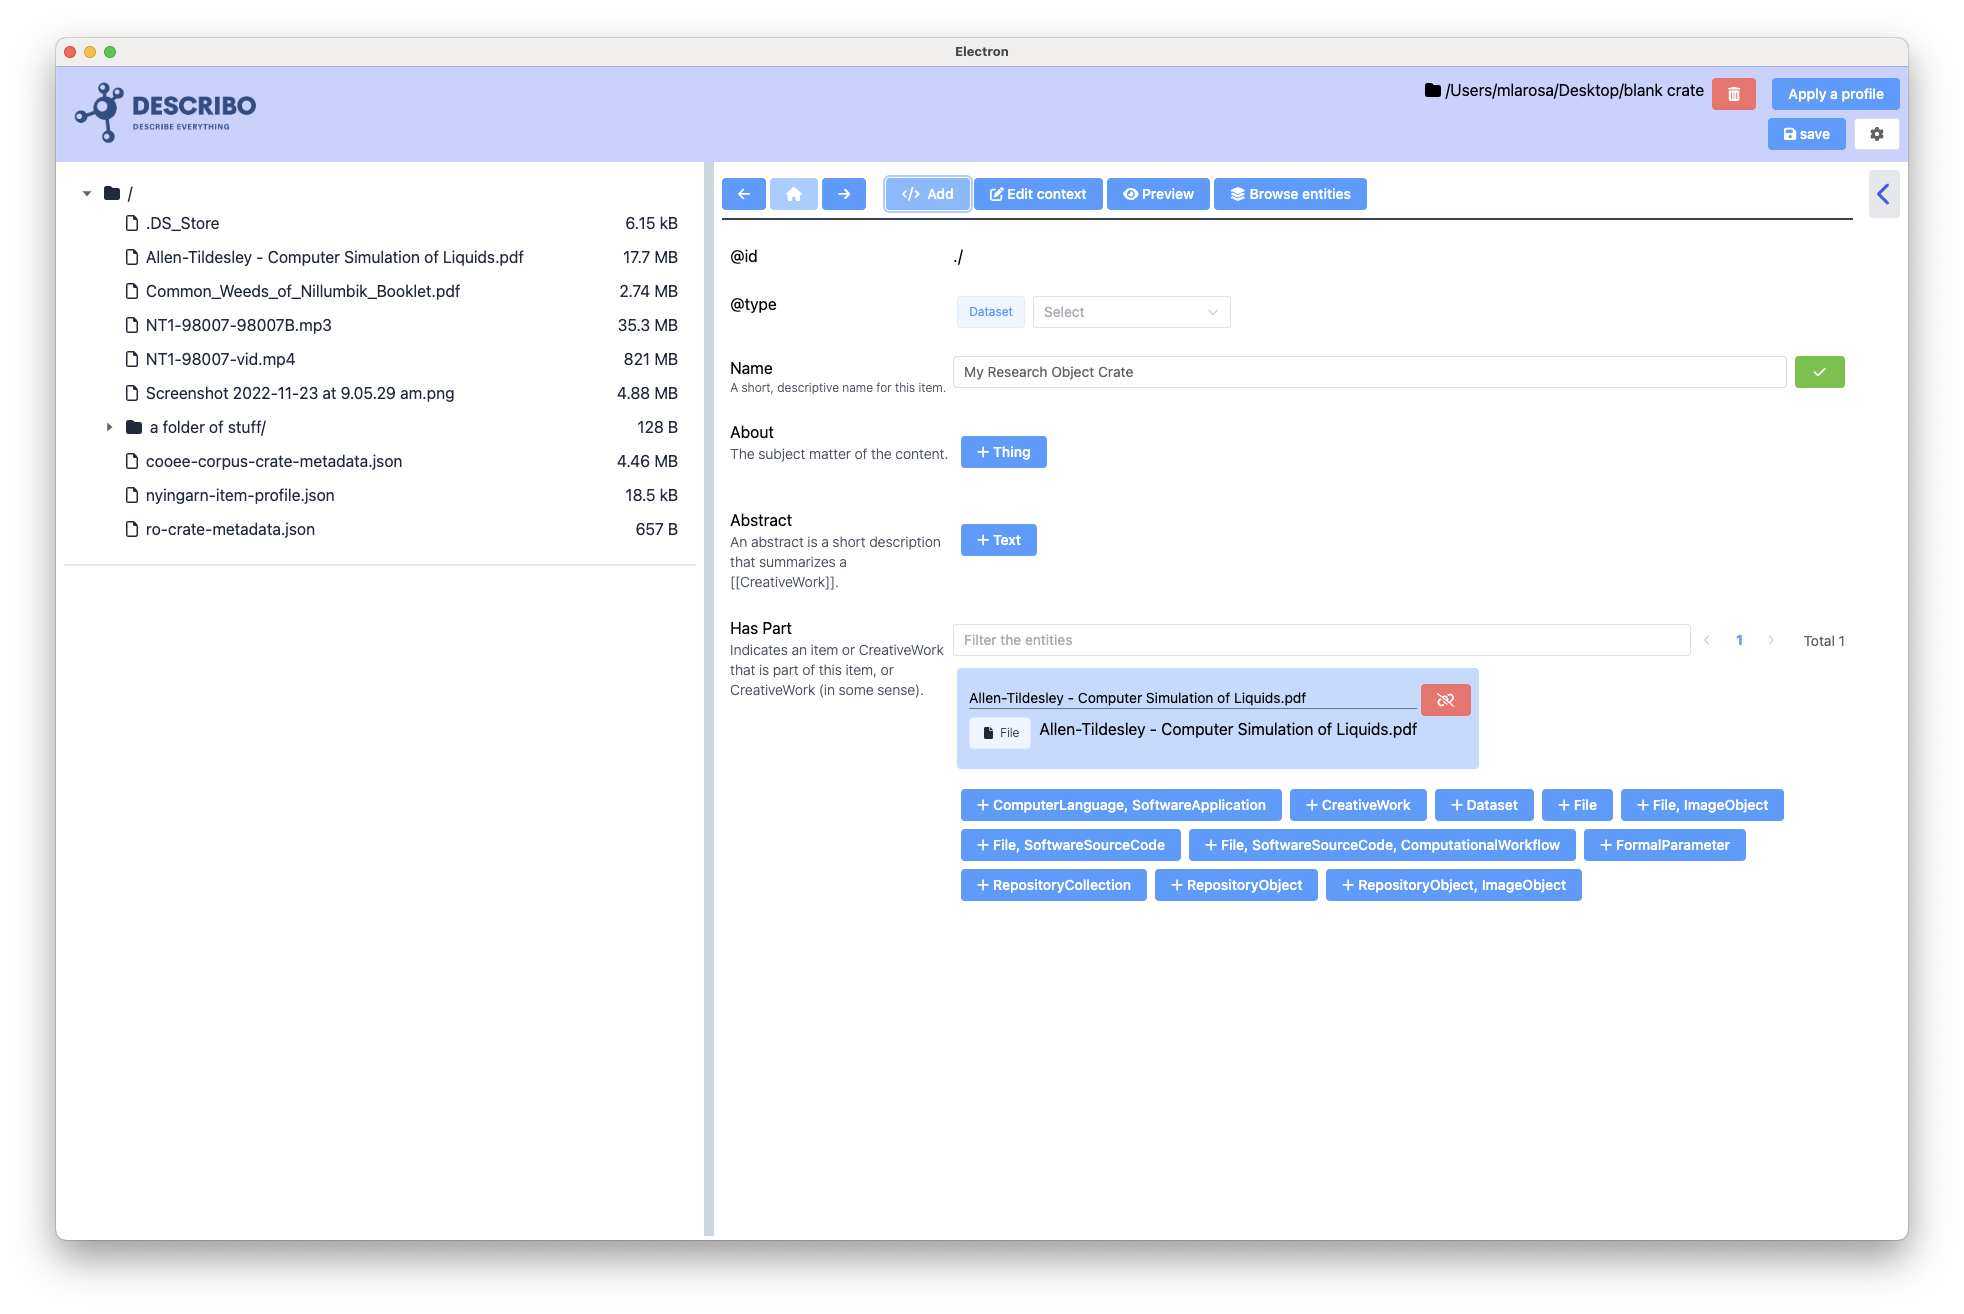 Electron
DESCRIBO
DESCRIBE EVERYTHING
/Users/mlarosa/Desktop/blank crate
Apply a profile
save
/
.DS_Store 6.15 kB
Allen-Tildesley - Computer Simulation of Liquids.pdf 17.7 MB
Common_Weeds_of_Nillumbik_Booklet.pdf 2.74 MB
NT1-98007-98007B.mp3 35.3 MB
NT1-98007-vid.mp4 821 MB
Screenshot 2022-11-23 at 9.05.29 am.png 4.88 MB
a folder of stuff/ 128 B
cooee-corpus-crate-metadata.json 4.46 MB
nyingarn-item-profile.json 18.5 kB
ro-crate-metadata.json 657 B
</> Add Edit context Preview Browse entities
@id ./
@type Dataset Select
Name My Research Object Crate
A short, descriptive name for this item.
About
The subject matter of the content. + Thing
Abstract
+ Text
An abstract is a short description
that summarizes a
[[CreativeWork]].
Has Part
Filter the entities < 1 > Total 1
Indicates an item or CreativeWork
that is part of this item, or
CreativeWork (in some sense).
Allen-Tildesley - Computer Simulation of Liquids.pdf
File Allen-Tildesley - Computer Simulation of Liquids.pdf
+ ComputerLanguage, SoftwareApplication + CreativeWork + Dataset + File + File, ImageObject
+ File, SoftwareSourceCode + File, SoftwareSourceCode, ComputationalWorkflow + FormalParameter
+ RepositoryCollection + RepositoryObject + RepositoryObject, ImageObject